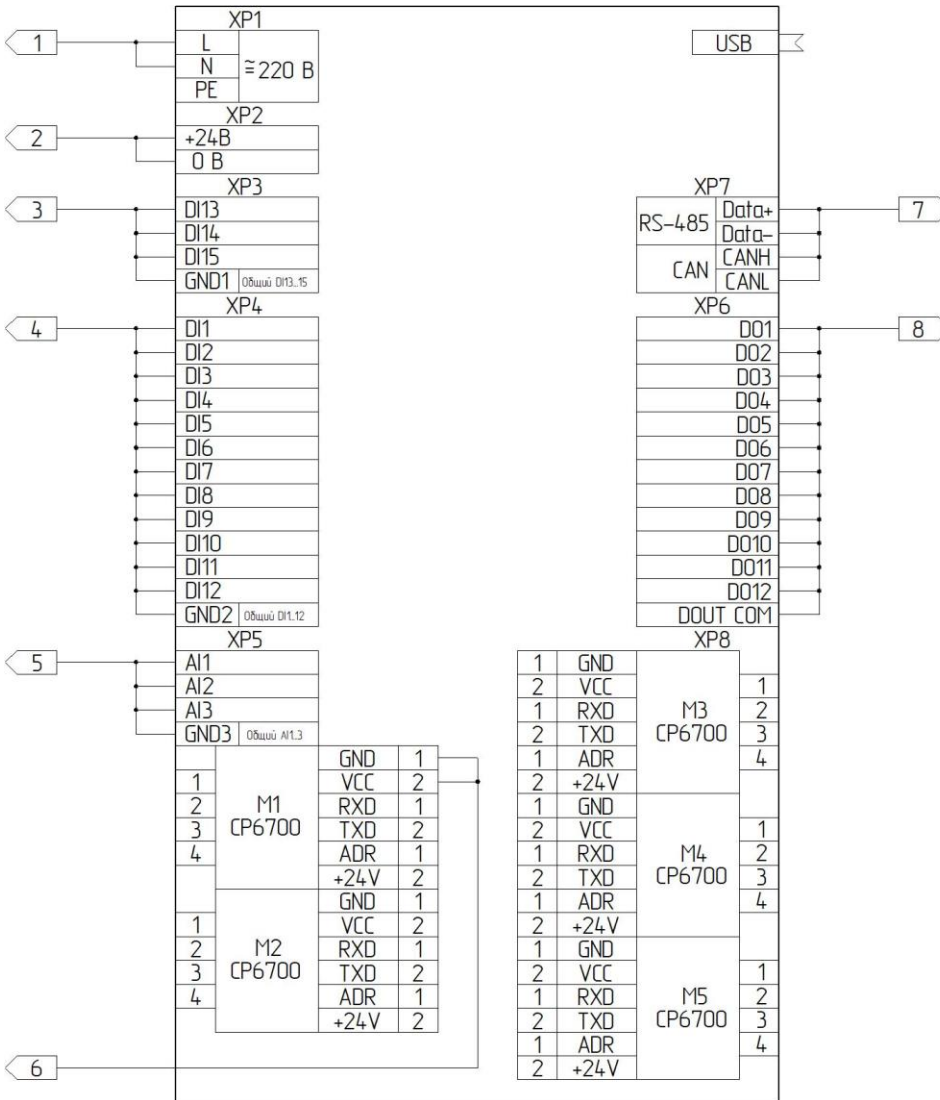 XP1
1
L
N
PE
≅220 В
USB
XP2
2
+24В
0 В
XP3
3
DI13
DI14
DI15
GND1 Общий DI13..15
XP7
RS-485
Data+
Data-
CAN
CANH
CANL
7
XP4
4
DI1
DI2
DI3
DI4
DI5
DI6
DI7
DI8
DI9
DI10
DI11
DI12
GND2 Общий DI1..12
XP6
DO1
DO2
DO3
DO4
DO5
DO6
DO7
DO8
DO9
DO10
DO11
DO12
DOUT COM
8
XP5
5
AI1
AI2
AI3
GND3 Общий AI1..3
1
2
3
4
M1
CP6700
GND 1
VCC 2
RXD 1
TXD 2
ADR 1
+24V 2
1
2
3
4
M2
CP6700
GND 1
VCC 2
RXD 1
TXD 2
ADR 1
+24V 2
6
XP8
1 GND
2 VCC
1 RXD
2 TXD
1 ADR
2 +24V
M3
CP6700
1
2
3
4
1 GND
2 VCC
1 RXD
2 TXD
1 ADR
2 +24V
M4
CP6700
1
2
3
4
1 GND
2 VCC
1 RXD
2 TXD
1 ADR
2 +24V
M5
CP6700
1
2
3
4